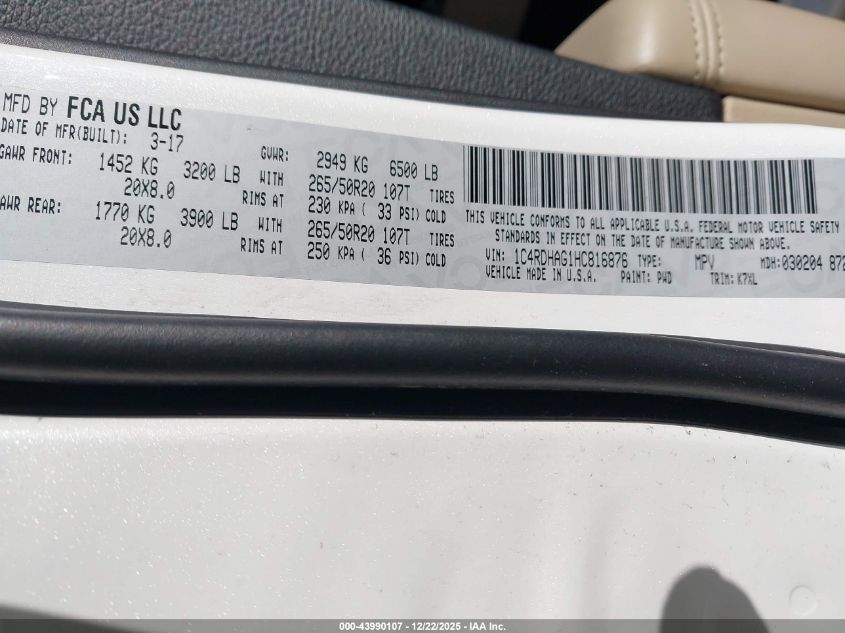 MFD BY FCA US LLC
DATE OF MFR(BUILT): 3-17 GVWR: 2949 KG 6500 LB
GAWR FRONT: 1452 KG 3200 LB WITH 265/50R20 107T TIRES
20X8.0 RIMS AT 230 KPA ( 33 PSI) COLD
AWR REAR: 1770 KG 3900 LB WITH 265/50R20 107T TIRES
20X8.0 RIMS AT 250 KPA ( 36 PSI) COLD
THIS VEHICLE CONFORMS TO ALL APPLICABLE U.S.A. FEDERAL MOTOR VEHICLE SAFETY
STANDARDS IN EFFECT ON THE DATE OF MANUFACTURE SHOWN ABOVE.
VIN: 1C4RDHAG1HC816876 TYPE: MPV MDH:030204 872
VEHICLE MADE IN U.S.A. PAINT: PWD TRIM: K7XL
000-43990107 - 12/22/2025 - IAA Inc.